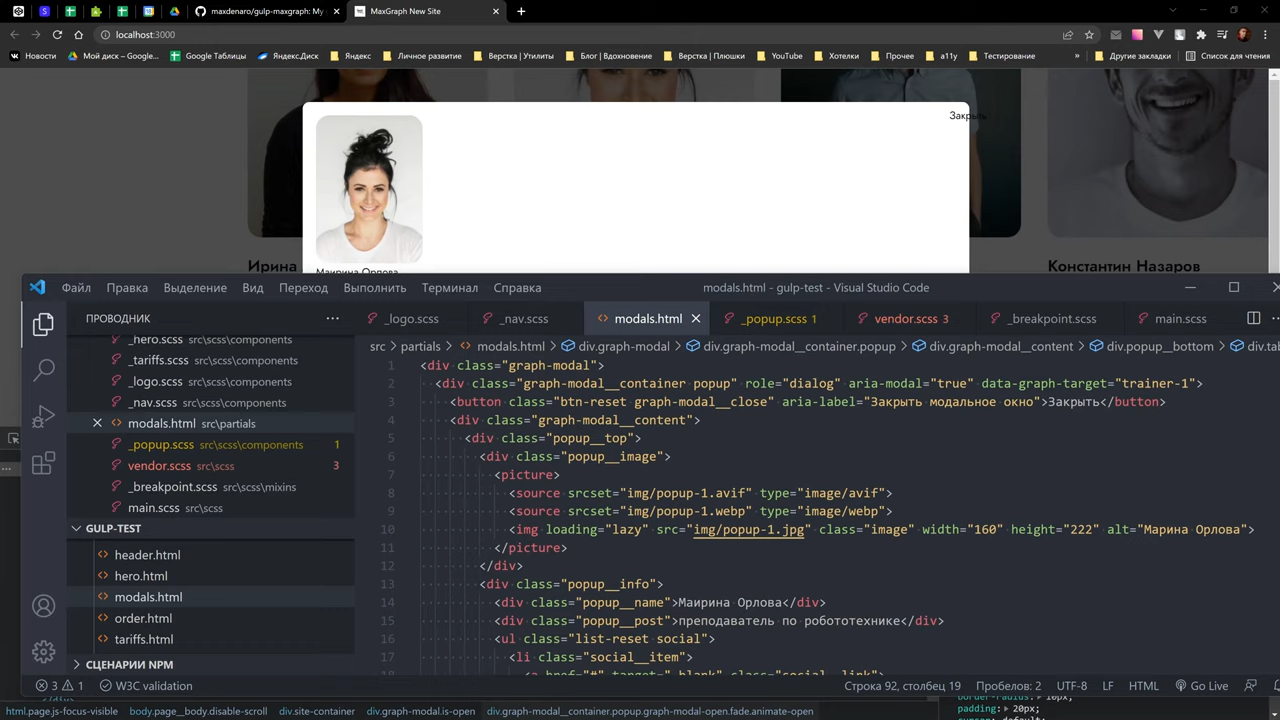 maxdenaro/gulp-maxgraph: My
MaxGraph New Site
localhost:3000
Новости
Мой диск – Google...
Google Таблицы
Яндекс.Диск
Яндекс
Личное развитие
Верстка | Утилиты
Блог | Вдохновение
Верстка | Плюшки
YouTube
Хотелки
Прочее
a11y
Тестирование
»
Другие закладки
Список для чтения
Закрыть
Маирина Орлова
Ирина
Константин Назаров
Файл
Правка
Выделение
Вид
Переход
Выполнить
Терминал
Справка
modals.html - gulp-test - Visual Studio Code
ПРОВОДНИК
_logo.scss
_nav.scss
modals.html
_popup.scss 1
vendor.scss 3
_breakpoint.scss
main.scss
src > partials > modals.html > div.graph-modal > div.graph-modal__container.popup > div.graph-modal__content > div.popup__bottom > div.tab
_hero.scss src\scss\components
_tariffs.scss src\scss\components
_logo.scss src\scss\components
_nav.scss src\scss\components
modals.html src\partials
_popup.scss src\scss\components 1
vendor.scss src\scss 3
_breakpoint.scss src\scss\mixins
main.scss src\scss
GULP-TEST
header.html
hero.html
modals.html
order.html
tariffs.html
СЦЕНАРИИ NPM
1 <div class="graph-modal">
2 <div class="graph-modal__container popup" role="dialog" aria-modal="true" data-graph-target="trainer-1">
3 <button class="btn-reset graph-modal__close" aria-label="Закрыть модальное окно">Закрыть</button>
4 <div class="graph-modal__content">
5 <div class="popup__top">
6 <div class="popup__image">
7 <picture>
8 <source srcset="img/popup-1.avif" type="image/avif">
9 <source srcset="img/popup-1.webp" type="image/webp">
10 <img loading="lazy" src="img/popup-1.jpg" class="image" width="160" height="222" alt="Марина Орлова">
11 </picture>
12 </div>
13 <div class="popup__info">
14 <div class="popup__name">Маирина Орлова</div>
15 <div class="popup__post">преподаватель по робототехнике</div>
16 <ul class="list-reset social">
17 <li class="social__item">
18 <a href="#" target="_blank" class="social__link">
3 1
W3C validation
Строка 92, столбец 19
Пробелов: 2
UTF-8
LF
HTML
Go Live
html.page.js-focus-visible
body.page__body.disable-scroll
div.site-container
div.graph-modal.is-open
div.graph-modal__container.popup.graph-modal-open.fade.animate-open
padding: 20px;